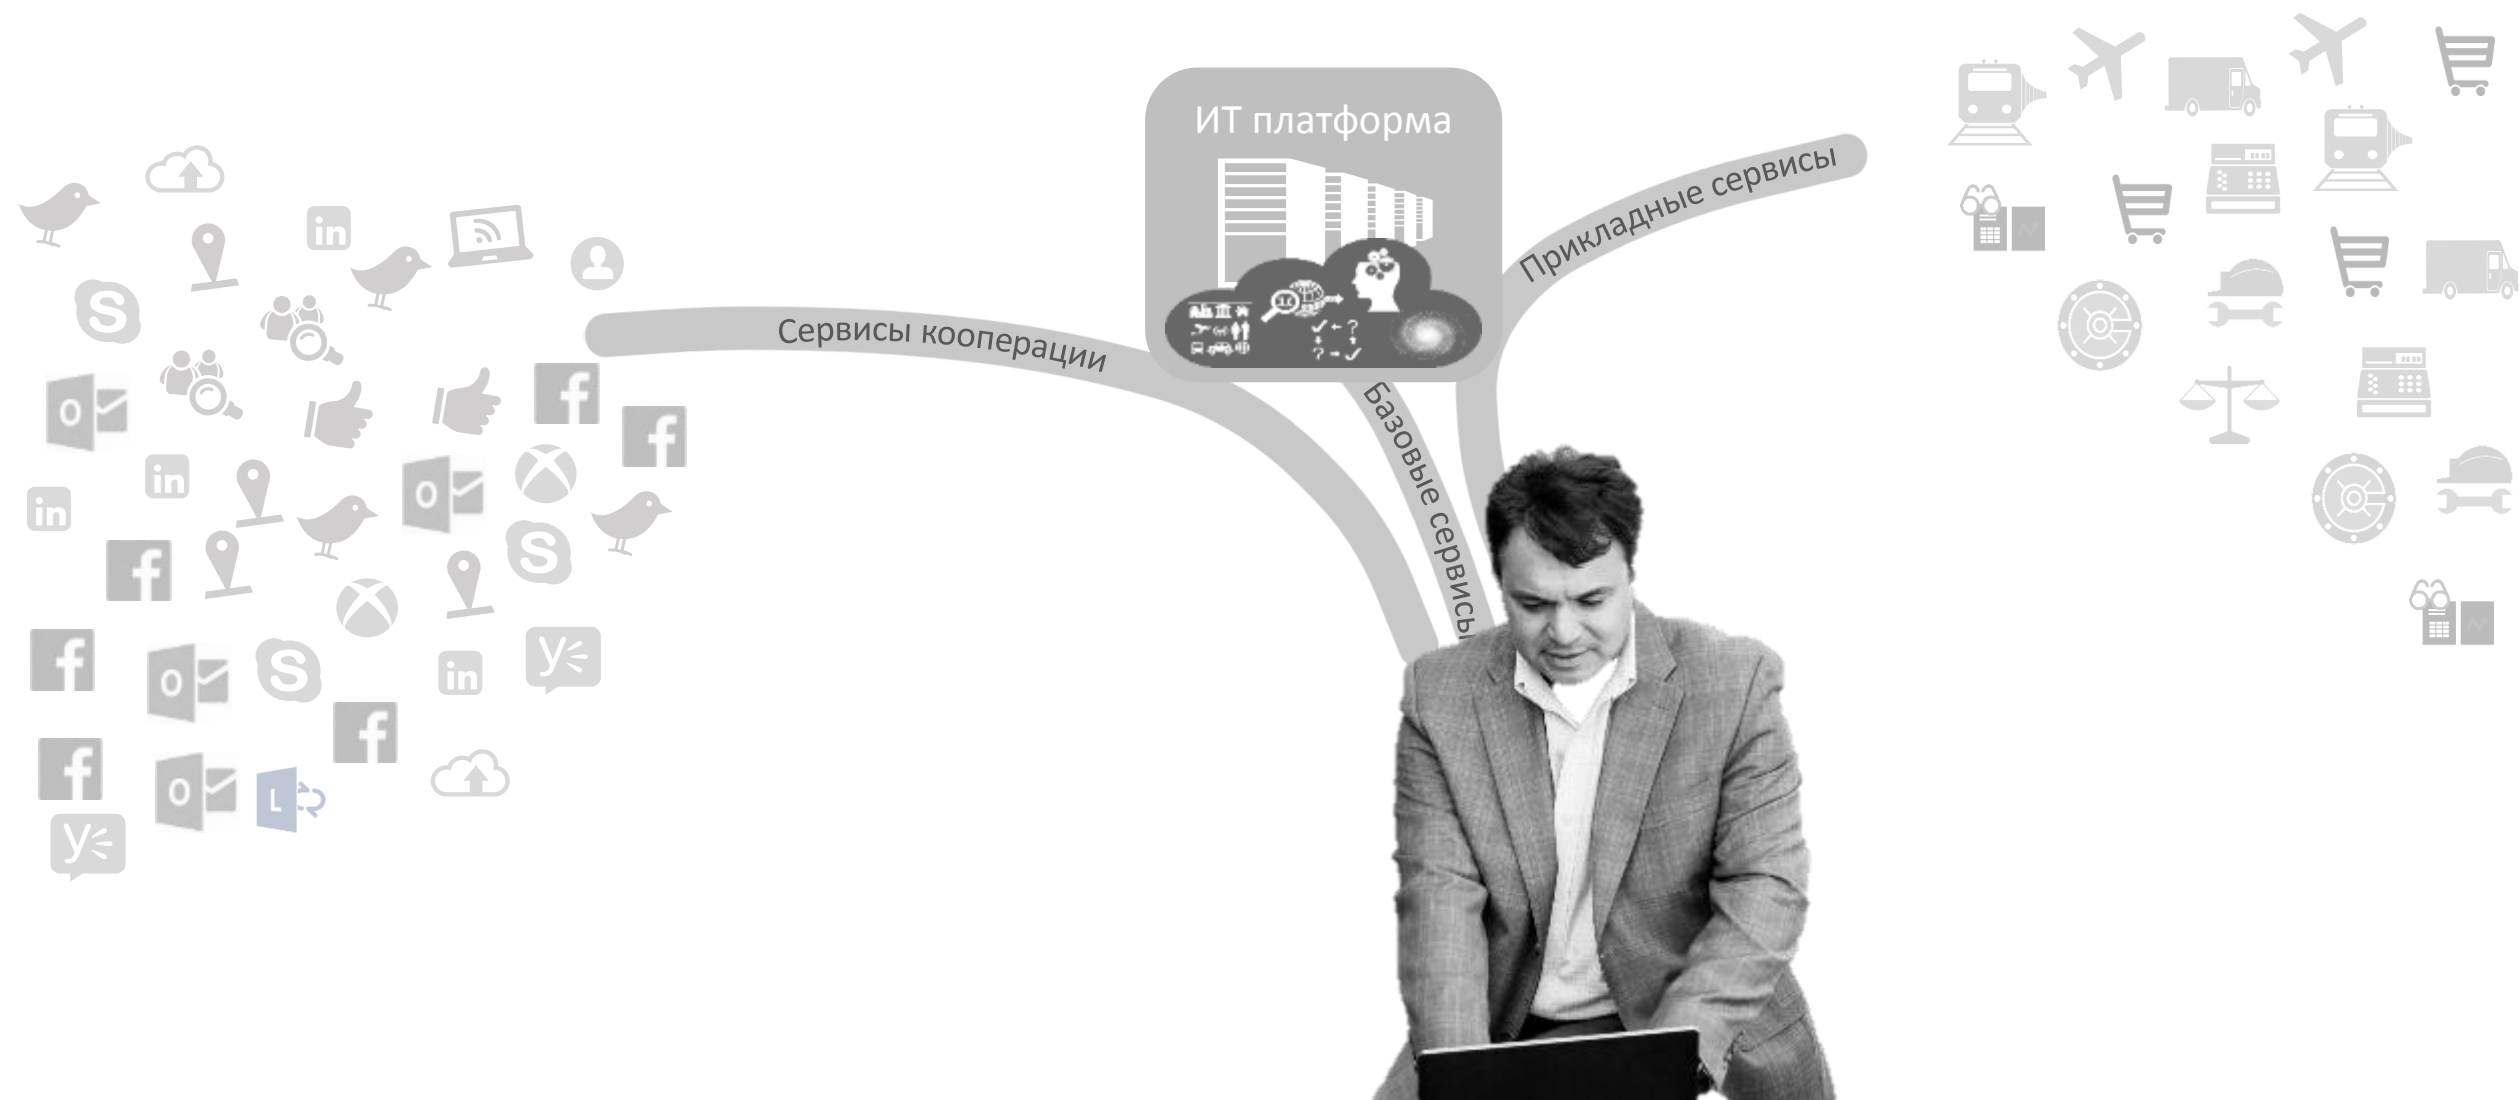 ИТ платформа
Прикладные сервисы
Сервисы кооперации
Базовые сервисы